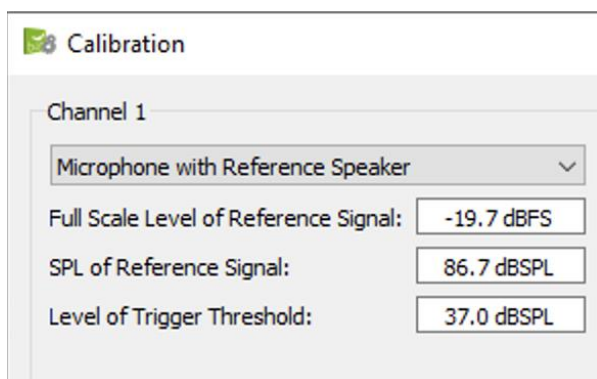 Calibration
Channel 1
Microphone with Reference Speaker
Full Scale Level of Reference Signal: -19.7 dBFS
SPL of Reference Signal: 86.7 dBSPL
Level of Trigger Threshold: 37.0 dBSPL